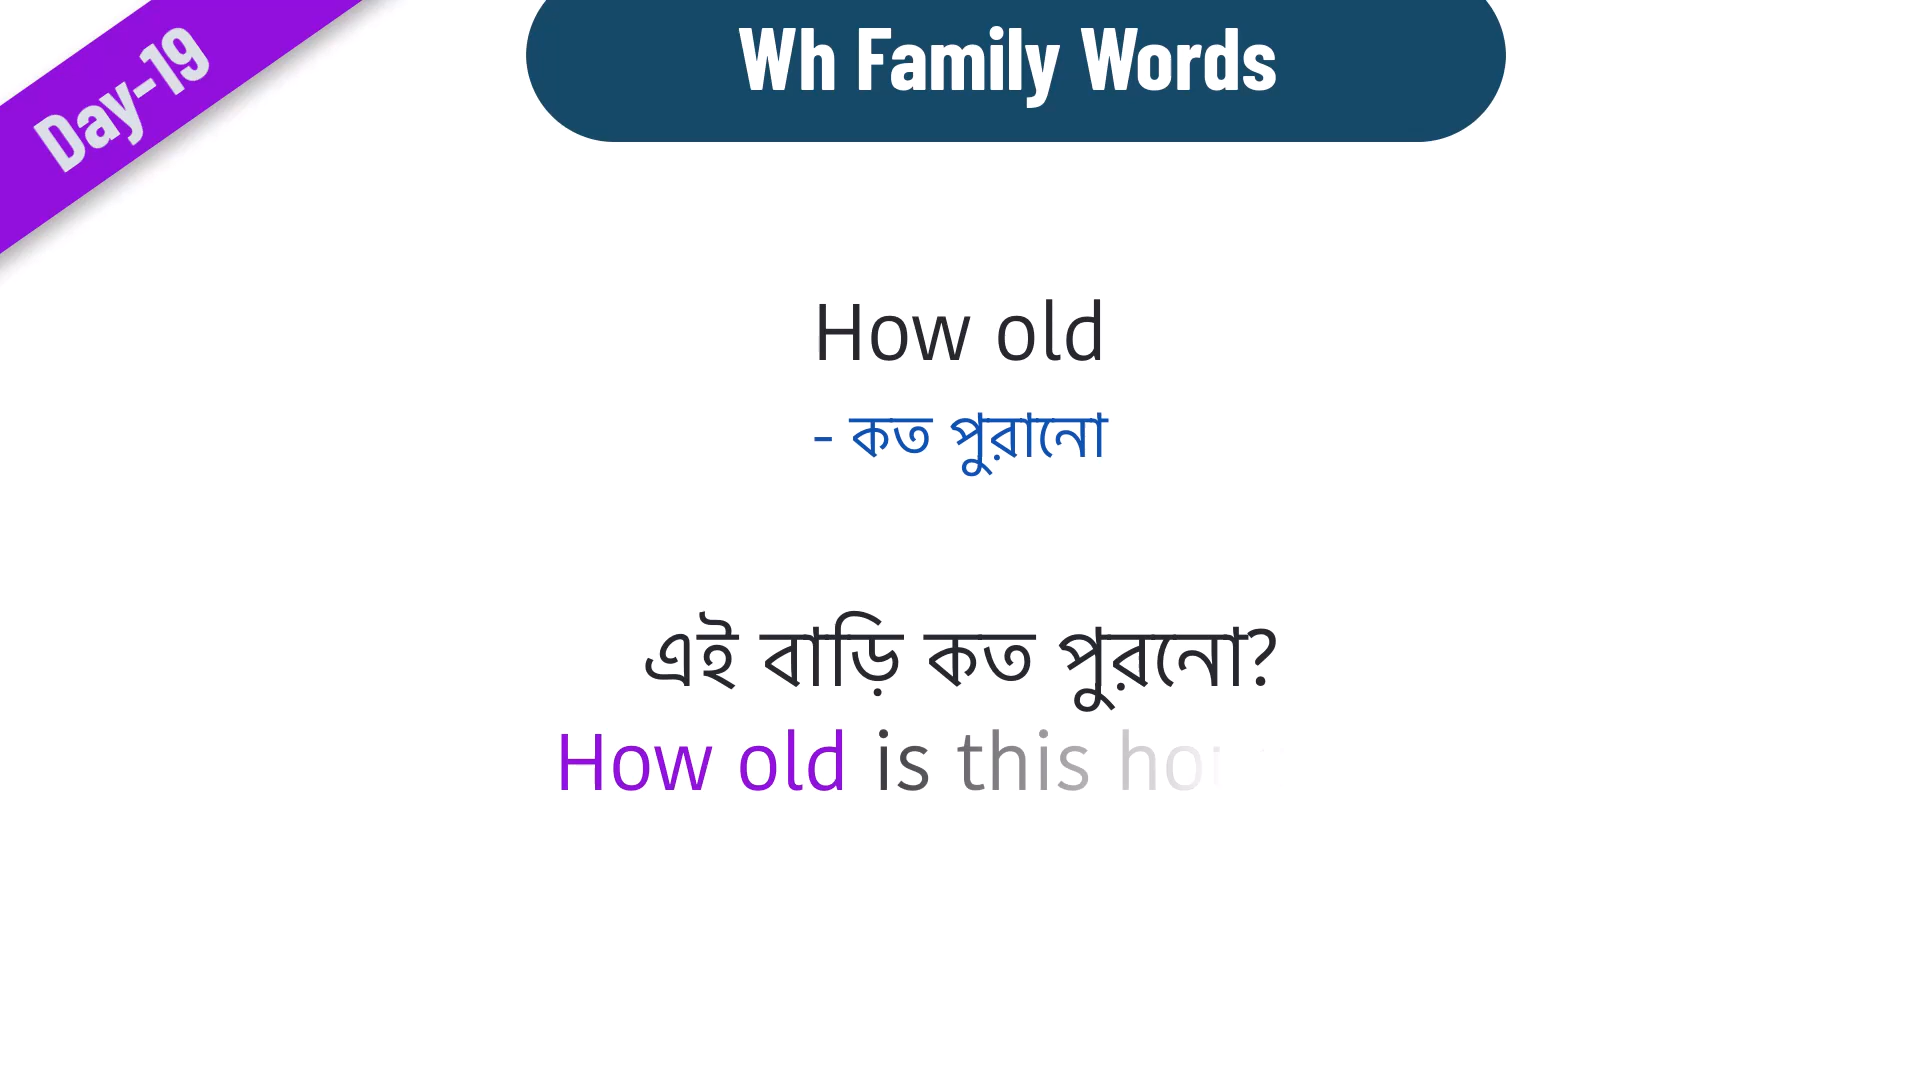 Day-19
Wh Family Words
How old
- কত পুরানো
এই বাড়ি কত পুরনো?
How old is this